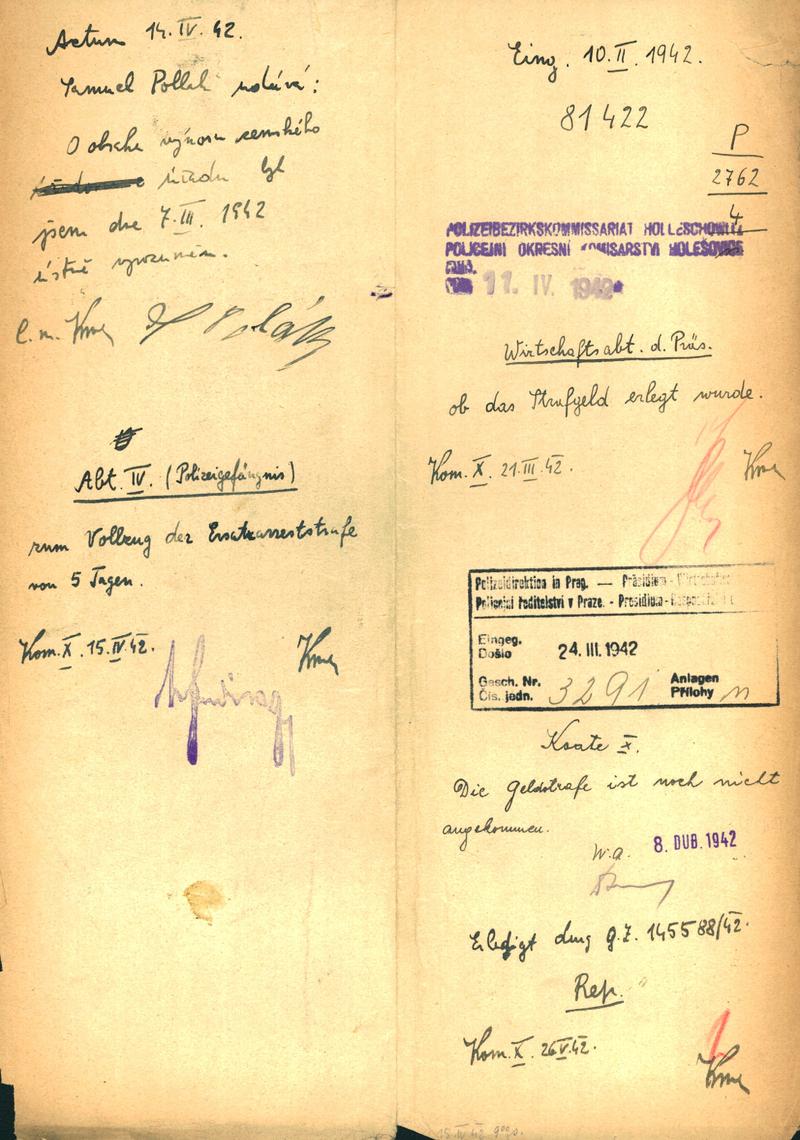 Actum 14.IV.42.
Samuel Pollak udává:
O obsahu výnosu zemského
úřadu byl
jsem dne 7.III.1942
ústně vyrozuměn.
Abt. IV. (Polizeigefängnis)
zum Vollzug der Ersatzarreststrafe
von 5 Tagen.
Kom. X. 15.IV.42.
Eing. 10.II.1942.
81422
P
2762
4
POLIZEIBEZIRKSKOMMISSARIAT HOLLESCHOWITZ
POLICEJNÍ OKRESNÍ KOMISARSTVÍ HOLEŠOVICE
11. IV. 1942
Wirtschaftsabt. d. Präs.
ob das Strafgeld erlegt wurde.
Kom. X. 21.III.42.
Polizeidirektion in Prag. — Präsidium - Wirtschafts
Policejní ředitelství v Praze. - Presidium - Hospodářské
Eingeg.
Došlo 24.III.1942
Gesch. Nr.
Čís. jedn. 3291 Anlagen
Přílohy n
Koate X.
Die Geldstrafe ist noch nicht
angekommen.
W.a. 8. DUB. 1942
Erledigt durg g.Z. 145588/42.
Rep.
Kom. X. 26.V.42.